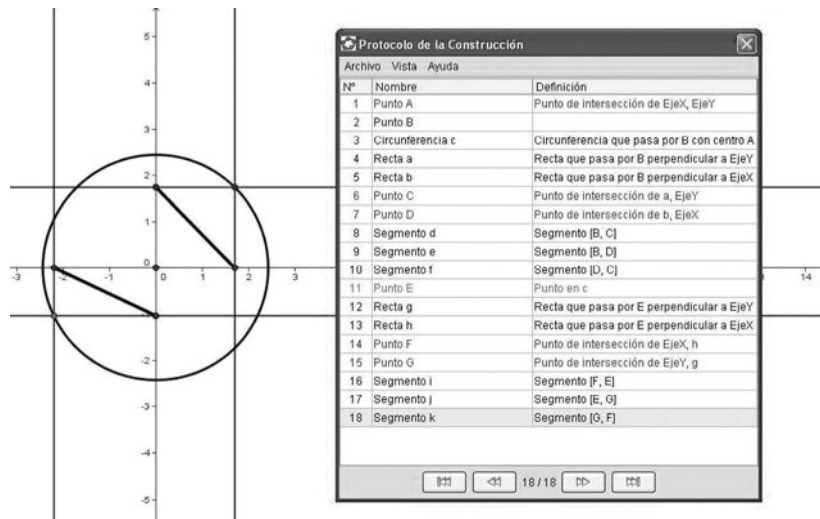 5
4
3
2
1
0
-3 -1 0 1 2 3 14
-2
-3
-4
-5
Protocolo de la Construcción
Archivo Vista Ayuda
Nº Nombre Definición
1 Punto A Punto de intersección de EjeX, EjeY
2 Punto B
3 Circunferencia c Circunferencia que pasa por B con centro A
4 Recta a Recta que pasa por B perpendicular a EjeY
5 Recta b Recta que pasa por B perpendicular a EjeX
6 Punto C Punto de intersección de a, EjeY
7 Punto D Punto de intersección de b, EjeX
8 Segmento d Segmento [B, C]
9 Segmento e Segmento [B, D]
10 Segmento f Segmento [D, C]
11 Punto E Punto en c
12 Recta g Recta que pasa por E perpendicular a EjeY
13 Recta h Recta que pasa por E perpendicular a EjeX
14 Punto F Punto de intersección de EjeX, h
15 Punto G Punto de intersección de EjeY, g
16 Segmento i Segmento [F, E]
17 Segmento j Segmento [E, G]
18 Segmento k Segmento [G, F]
18 / 18